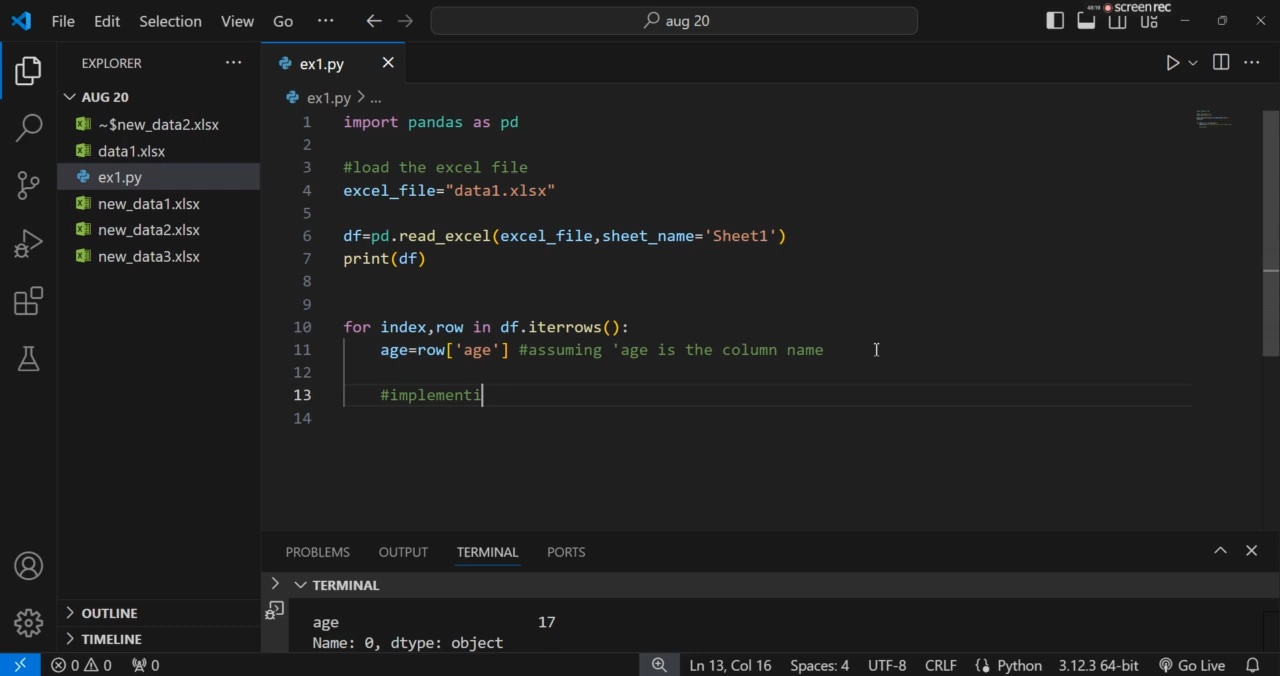 File Edit Selection View Go ··· aug 20 48:19 screenrec
EXPLORER ···
AUG 20
~$new_data2.xlsx
data1.xlsx
ex1.py
new_data1.xlsx
new_data2.xlsx
new_data3.xlsx
OUTLINE
TIMELINE
ex1.py
ex1.py > ...
1 import pandas as pd
2
3 #load the excel file
4 excel_file="data1.xlsx"
5
6 df=pd.read_excel(excel_file,sheet_name='Sheet1')
7 print(df)
8
9
10 for index,row in df.iterrows():
11 age=row['age'] #assuming 'age is the column name
12
13 #implementi
14
PROBLEMS OUTPUT TERMINAL PORTS
TERMINAL
age 17
Name: 0, dtype: object
0 0 0 Ln 13, Col 16 Spaces: 4 UTF-8 CRLF Python 3.12.3 64-bit Go Live